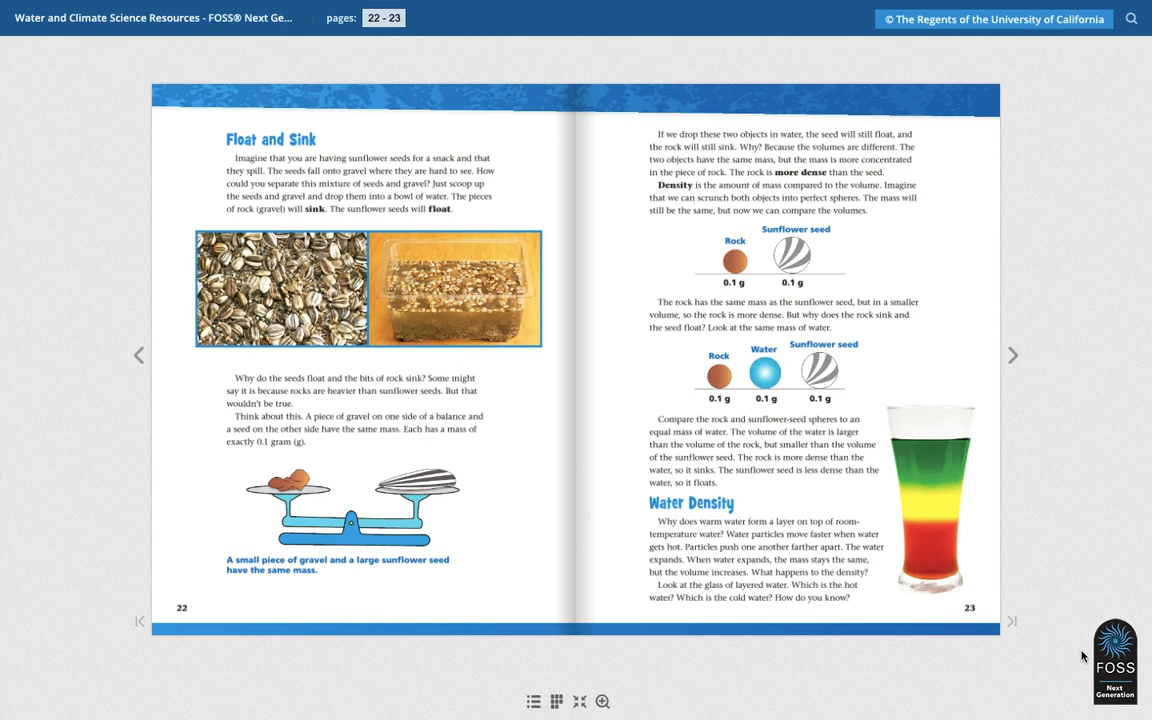 Water and Climate Science Resources - FOSS® Next Ge...
pages: 22 - 23
© The Regents of the University of California
Float and Sink
Imagine that you are having sunflower seeds for a snack and that
they spill. The seeds fall onto gravel where they are hard to see. How
could you separate this mixture of seeds and gravel? Just scoop up
the seeds and gravel and drop them into a bowl of water. The pieces
of rock (gravel) will sink. The sunflower seeds will float.
Why do the seeds float and the bits of rock sink? Some might
say it is because rocks are heavier than sunflower seeds. But that
wouldn't be true.
Think about this. A piece of gravel on one side of a balance and
a seed on the other side have the same mass. Each has a mass of
exactly 0.1 gram (g).
A small piece of gravel and a large sunflower seed
have the same mass.
22
If we drop these two objects in water, the seed will still float, and
the rock will still sink. Why? Because the volumes are different. The
two objects have the same mass, but the mass is more concentrated
in the piece of rock. The rock is more dense than the seed.
Density is the amount of mass compared to the volume. Imagine
that we can scrunch both objects into perfect spheres. The mass will
still be the same, but now we can compare the volumes.
Rock Sunflower seed
0.1 g 0.1 g
The rock has the same mass as the sunflower seed, but in a smaller
volume, so the rock is more dense. But why does the rock sink and
the seed float? Look at the same mass of water.
Rock Water Sunflower seed
0.1 g 0.1 g 0.1 g
Compare the rock and sunflower-seed spheres to an
equal mass of water. The volume of the water is larger
than the volume of the rock, but smaller than the volume
of the sunflower seed. The rock is more dense than the
water, so it sinks. The sunflower seed is less dense than the
water, so it floats.
Water Density
Why does warm water form a layer on top of room-
temperature water? Water particles move faster when water
gets hot. Particles push one another farther apart. The water
expands. When water expands, the mass stays the same,
but the volume increases. What happens to the density?
Look at the glass of layered water. Which is the hot
water? Which is the cold water? How do you know?
23
FOSS
Next
Generation